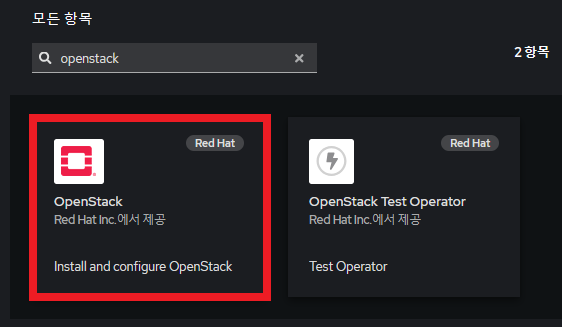 모든 항목
openstack
2 항목
Red Hat
OpenStack
Red Hat Inc.에서 제공
Install and configure OpenStack
Red Hat
OpenStack Test Operator
Red Hat Inc.에서 제공
Test Operator